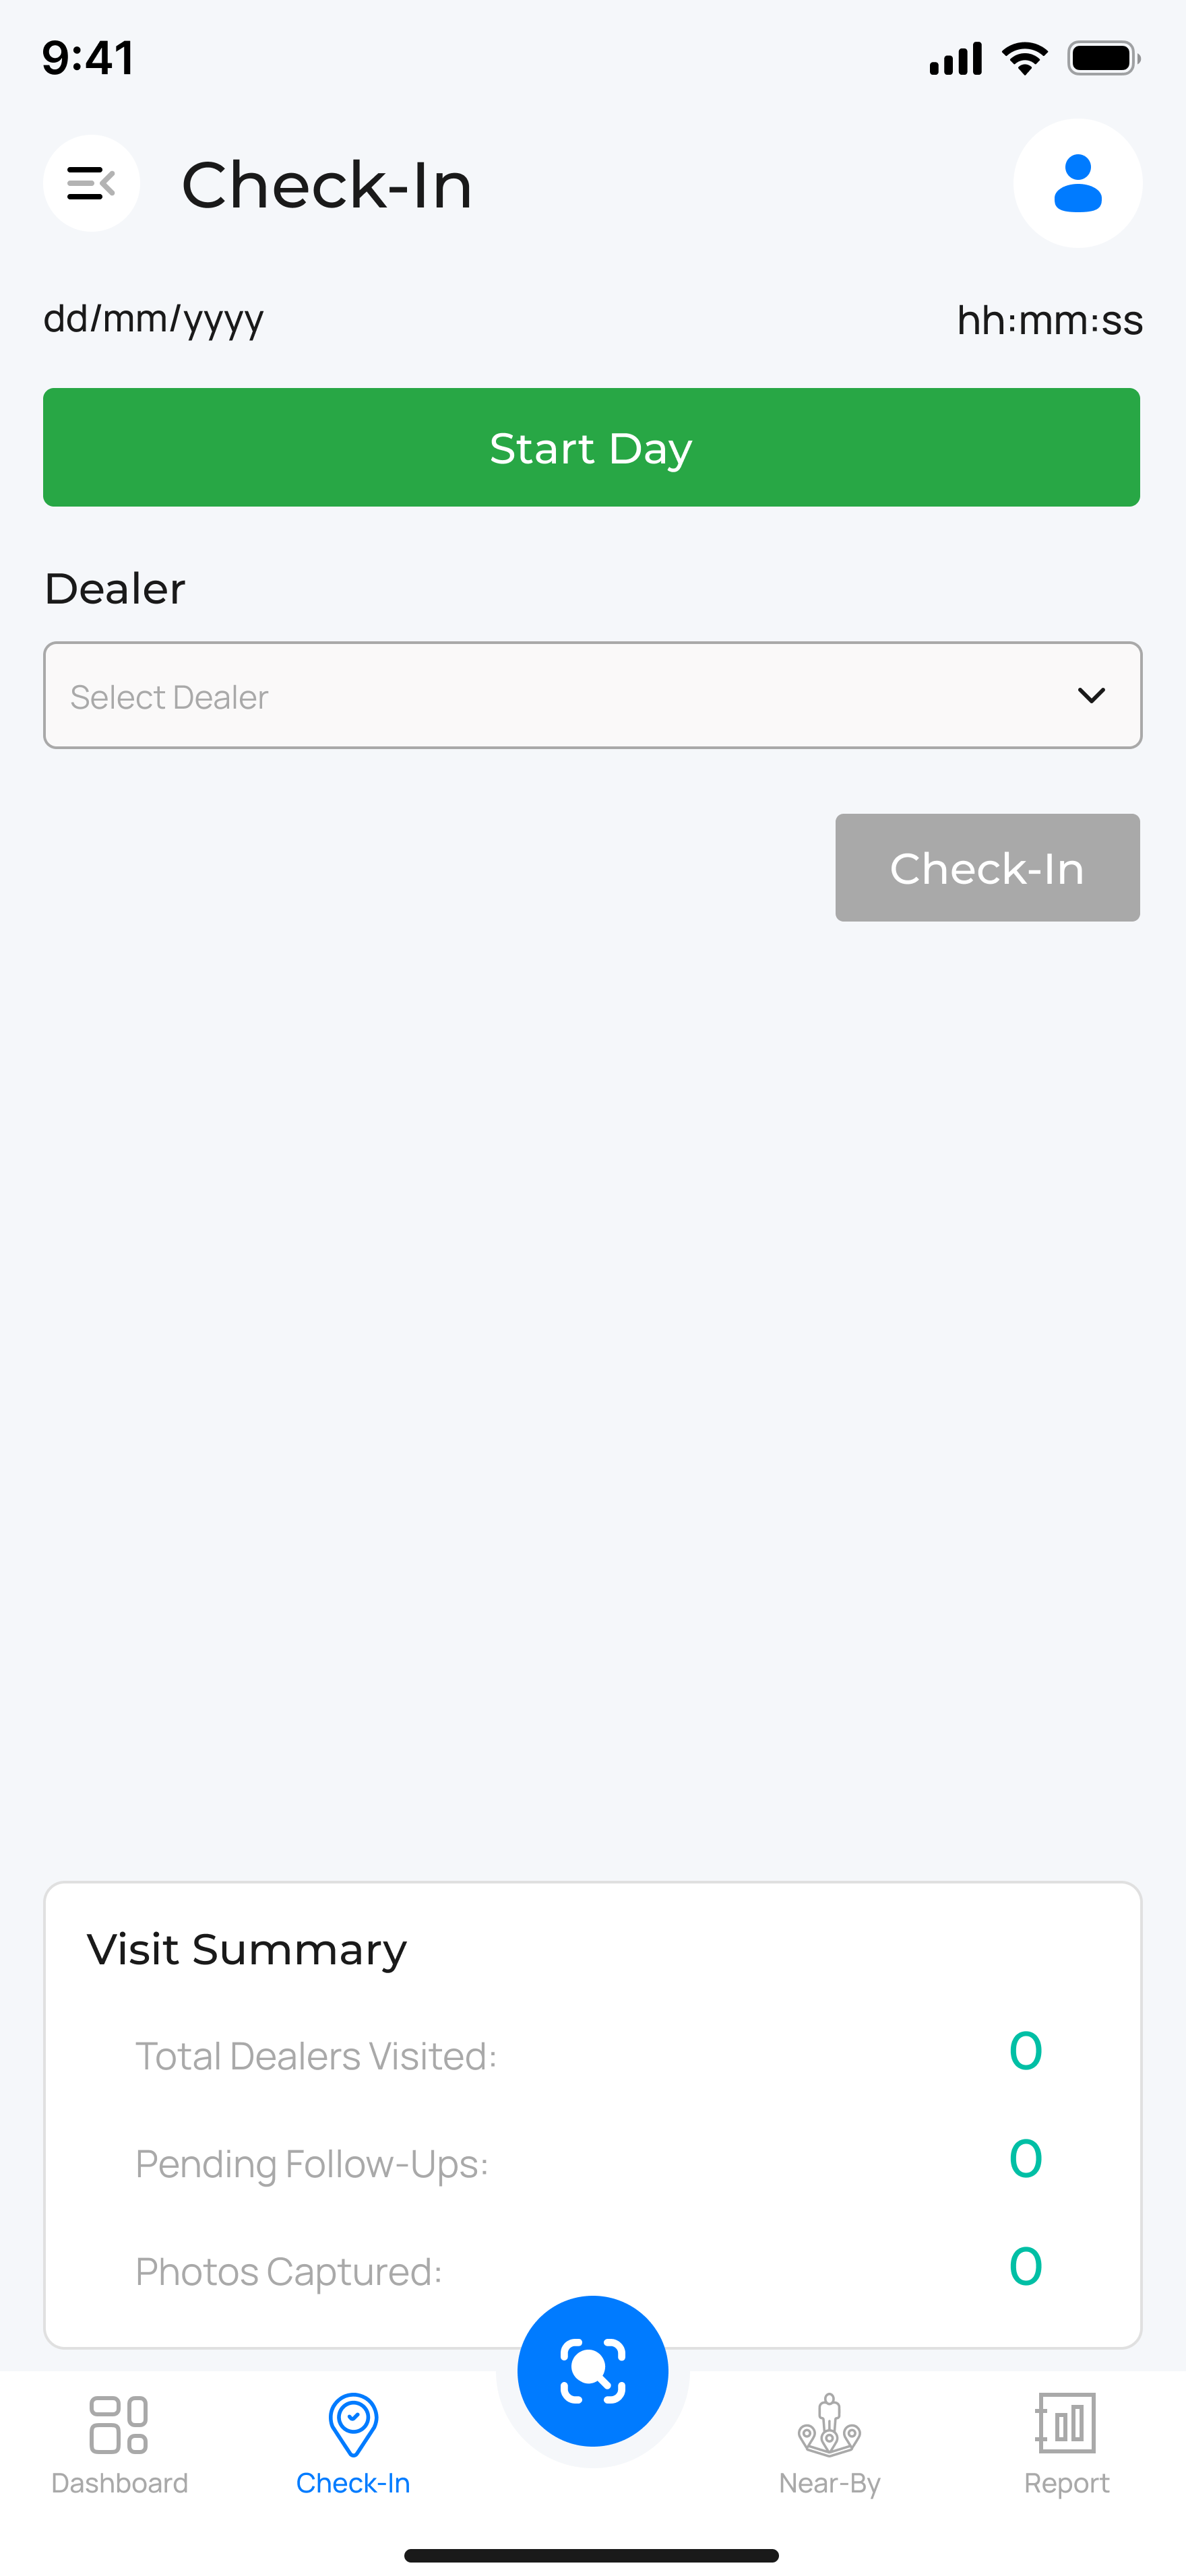 9:41
Check-In
dd/mm/yyyy hh:mm:ss
Start Day
Dealer
Select Dealer
Check-In
Visit Summary
Total Dealers Visited: 0
Pending Follow-Ups: 0
Photos Captured: 0
Dashboard Check-In Near-By Report